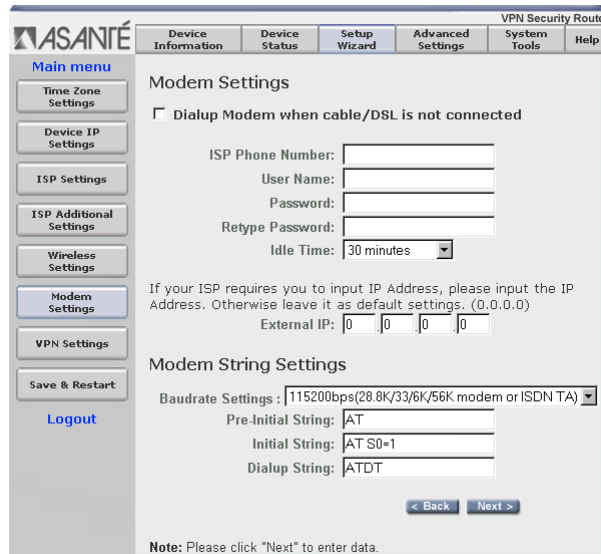 VPN Security Route
ASANTÉ
Device Information
Device Status
Setup Wizard
Advanced Settings
System Tools
Help
Main menu
Time Zone Settings
Device IP Settings
ISP Settings
ISP Additional Settings
Wireless Settings
Modem Settings
VPN Settings
Save & Restart
Logout
Modem Settings
Dialup Modem when cable/DSL is not connected
ISP Phone Number:
User Name:
Password:
Retype Password:
Idle Time: 30 minutes
If your ISP requires you to input IP Address, please input the IP
Address. Otherwise leave it as default settings. (0.0.0.0)
External IP: 0 .0 .0 .0
Modem String Settings
Baudrate Settings : 115200bps(28.8K/33/6K/56K modem or ISDN TA)
Pre-Initial String: AT
Initial String: AT S0=1
Dialup String: ATDT
< Back Next >
Note: Please click "Next" to enter data.